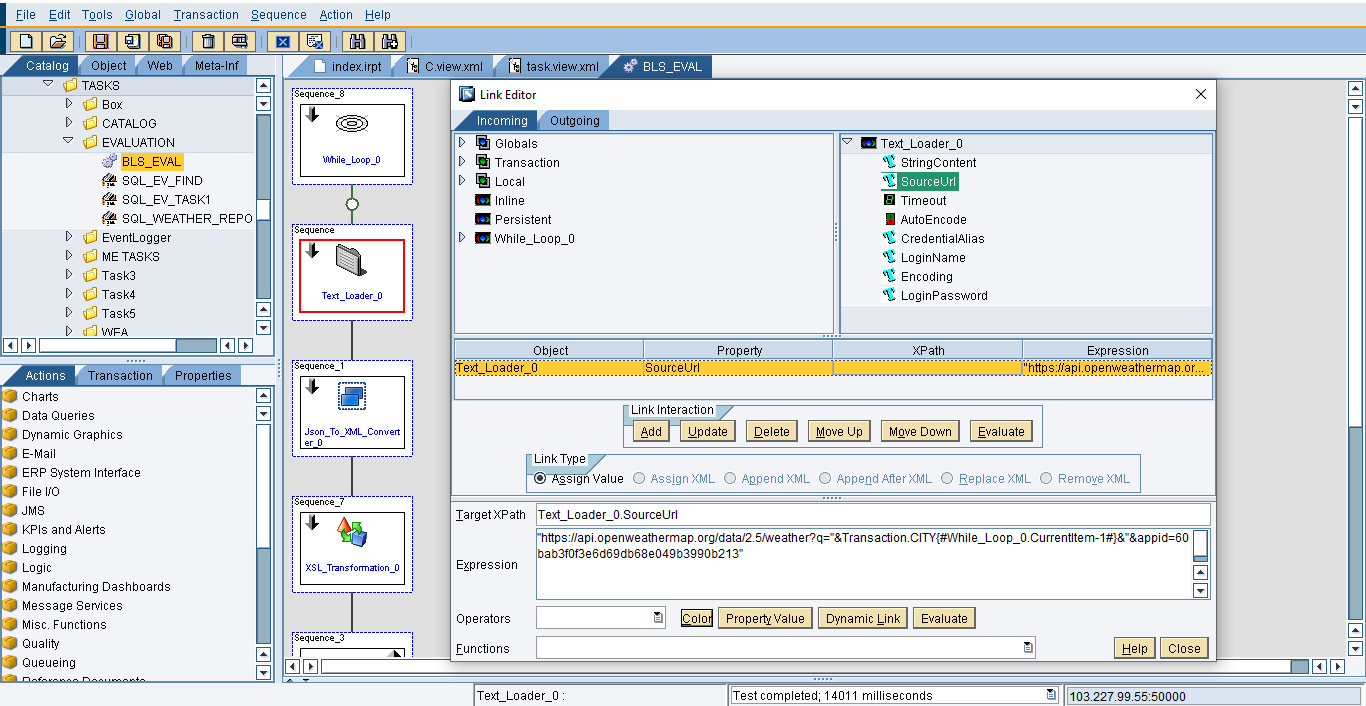 File Edit Tools Global Transaction Sequence Action Help
Catalog Object Web Meta-Inf
index.irpt C.view.xml task.view.xml BLS_EVAL
TASKS
Box
CATALOG
EVALUATION
BLS_EVAL
SQL_EV_FIND
SQL_EV_TASK1
SQL_WEATHER_REPO
EventLogger
ME TASKS
Task3
Task4
Task5
WEA
Actions Transaction Properties
Charts
Data Queries
Dynamic Graphics
E-Mail
ERP System Interface
File I/O
JMS
KPIs and Alerts
Logging
Logic
Manufacturing Dashboards
Message Services
Misc. Functions
Quality
Queueing
Reference Documents
Sequence_8
While_Loop_0
Sequence
Text_Loader_0
Sequence_1
Json_To_XML_Convert
er_0
Sequence_7
XSL_Transformation_0
Sequence_3
Link Editor
Incoming Outgoing
Globals
Transaction
Local
Inline
Persistent
While_Loop_0
Text_Loader_0
StringContent
SourceUrl
Timeout
AutoEncode
CredentialAlias
LoginName
Encoding
LoginPassword
Object Property XPath Expression
Text_Loader_0 SourceUrl "https://api.openweathermap.or...
Link Interaction
Add Update Delete Move Up Move Down Evaluate
Link Type
Assign Value Assign XML Append XML Append After XML Replace XML Remove XML
Target XPath Text_Loader_0.SourceUrl
Expression
"https://api.openweathermap.org/data/2.5/weather?q="&Transaction.CITY{#While_Loop_0.CurrentItem-1#}&"&appid=60
bab3f0f3e6d69db68e049b3990b213"
Operators Color Property Value Dynamic Link Evaluate
Functions Help Close
Text_Loader_0 : Test completed; 14011 milliseconds 103.227.99.55:50000